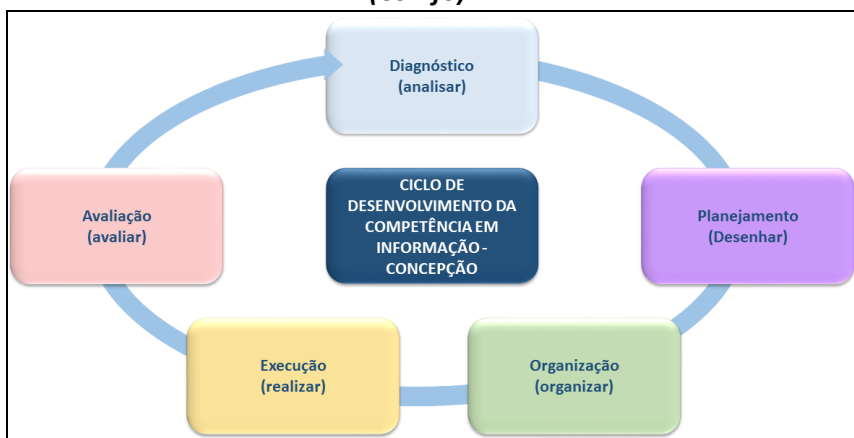 Diagnóstico
(analisar)
Avaliação
(avaliar)
CICLO DE
DESENVOLVIMENTO DA
COMPETÊNCIA EM
INFORMAÇÃO -
CONCEPÇÃO
Planejamento
(Desenhar)
Execução
(realizar)
Organização
(organizar)